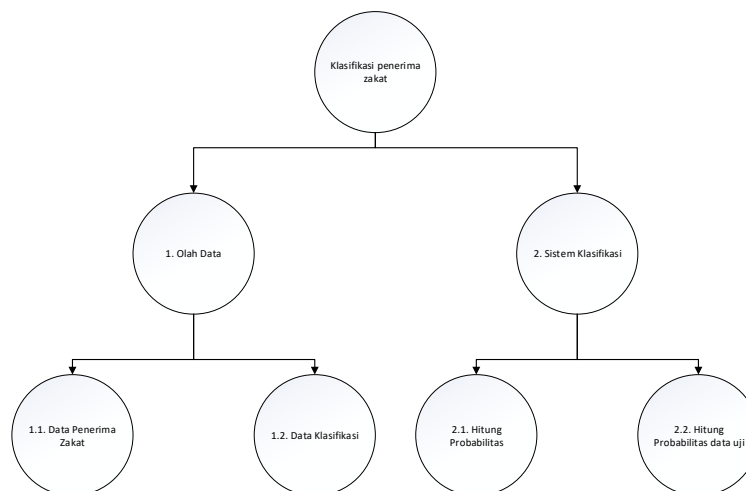 Klasifikasi penerima
zakat
1. Olah Data
2. Sistem Klasifikasi
1.1. Data Penerima
Zakat
1.2. Data Klasifikasi
2.1. Hitung
Probabilitas
2.2. Hitung
Probabilitas data uji